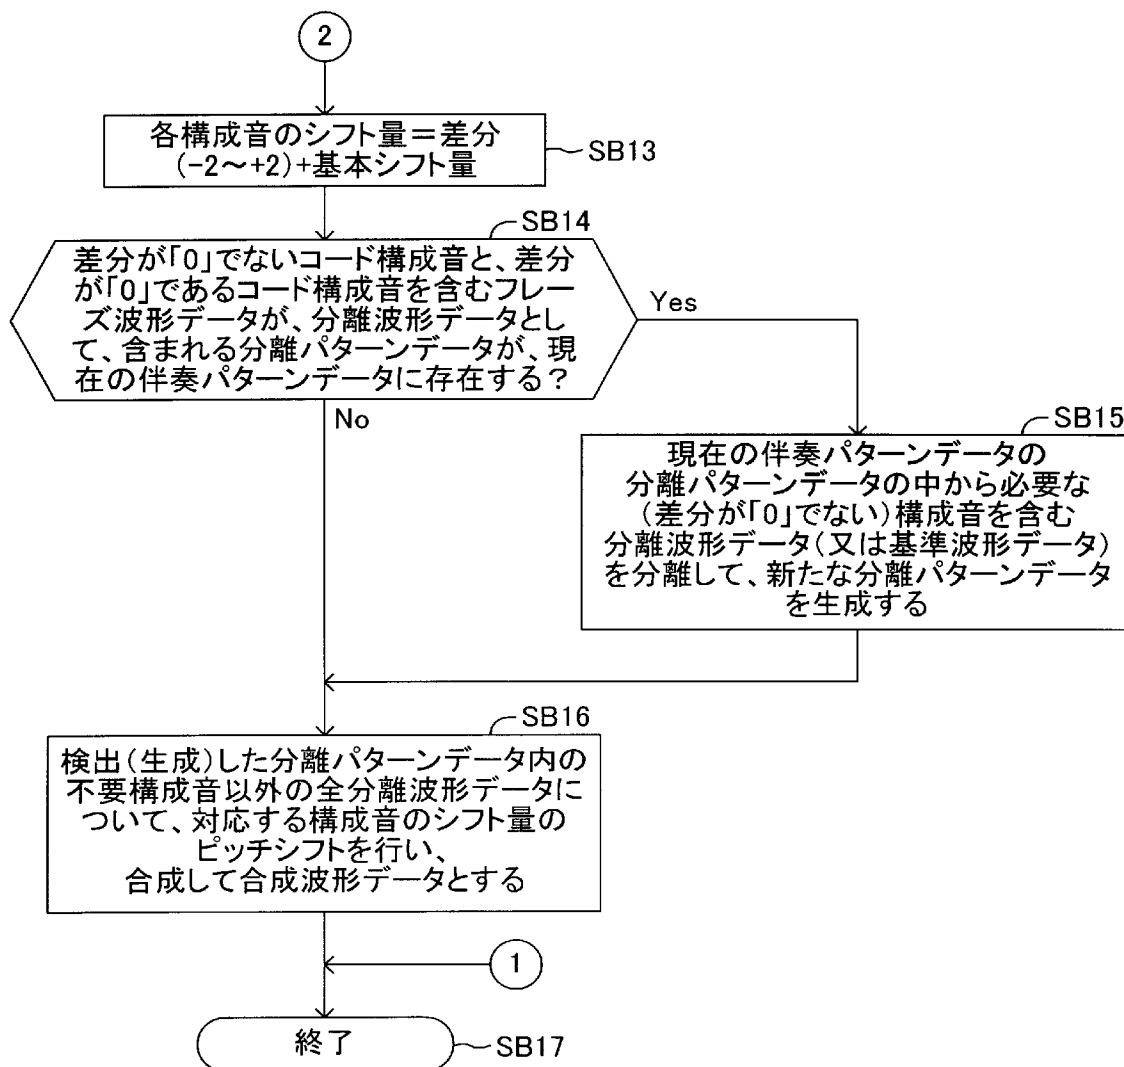 2
各構成音のシフト量＝差分
(-2～+2)+基本シフト量
SB13
SB14
差分が「0」でないコード構成音と、差分
が「0」であるコード構成音を含むフレー
ズ波形データが、分離波形データとし
て、含まれる分離パターンデータが、現
在の伴奏パターンデータに存在する？
Yes
No
SB15
現在の伴奏パターンデータの
分離パターンデータの中から必要な
（差分が「0」でない）構成音を含む
分離波形データ(又は基準波形データ)
を分離して、新たな分離パターンデータ
を生成する
SB16
検出（生成）した分離パターンデータ内の
不要構成音以外の全分離波形データに
ついて、対応する構成音のシフト量の
ピッチシフトを行い、
合成して合成波形データとする
1
終了
SB17